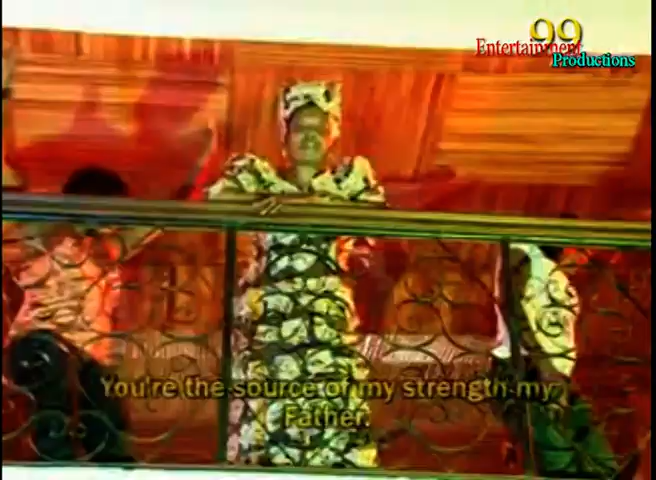 99
Entertainment
Productions
You're the source of my strength my
Father.